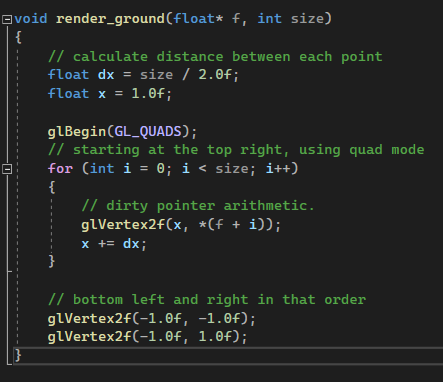 void render_ground(float* f, int size)
{
    // calculate distance between each point
    float dx = size / 2.0f;
    float x = 1.0f;

    glBegin(GL_QUADS);
    // starting at the top right, using quad mode
    for (int i = 0; i < size; i++)
    {
        // dirty pointer arithmetic.
        glVertex2f(x, *(f + i));
        x += dx;
    }

    // bottom left and right in that order
    glVertex2f(-1.0f, -1.0f);
    glVertex2f(-1.0f, 1.0f);
}